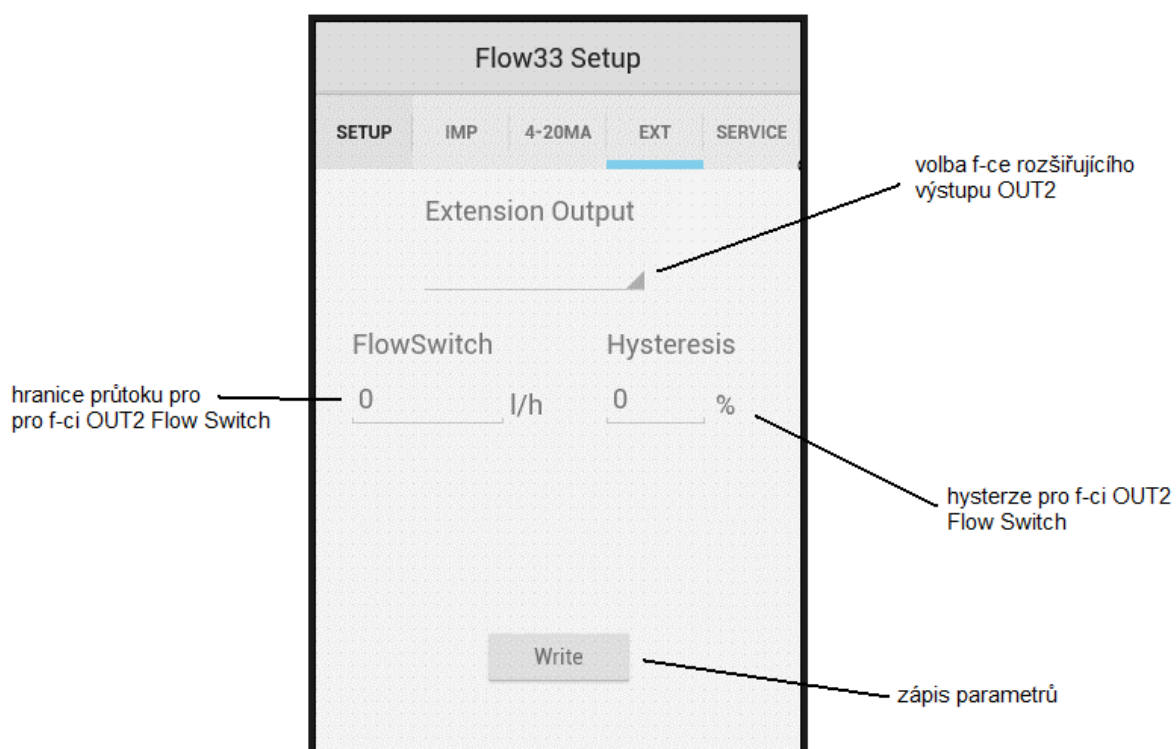 Flow33 Setup
SETUP IMP 4-20MA EXT SERVICE
volba f-ce rozšiřujícího
výstupu OUT2
Extension Output
FlowSwitch Hysteresis
hranice průtoku pro
pro f-ci OUT2 Flow Switch
0 l/h 0 %
hysterze pro f-ci OUT2
Flow Switch
Write
zápis parametrů